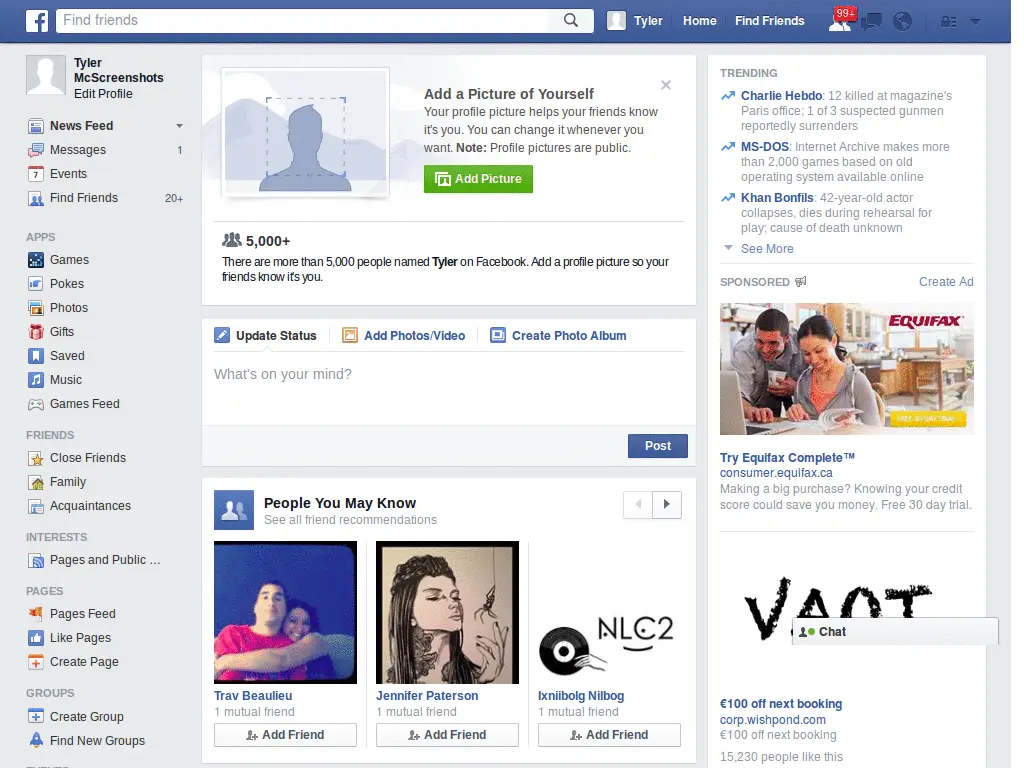 Find friends
Tyler
Home
Find Friends
99+
Tyler
McScreenshots
Edit Profile
News Feed
Messages
1
7
Events
Find Friends
20+
APPS
Games
Pokes
Photos
Gifts
Saved
Music
Games Feed
FRIENDS
Close Friends
Family
Acquaintances
INTERESTS
Pages and Public ...
PAGES
Pages Feed
Like Pages
Create Page
GROUPS
Create Group
Find New Groups
Add a Picture of Yourself
Your profile picture helps your friends know
it's you. You can change it whenever you
want. Note: Profile pictures are public.
Add Picture
5,000+
There are more than 5,000 people named Tyler on Facebook. Add a profile picture so your
friends know it's you.
Update Status
Add Photos/Video
Create Photo Album
What's on your mind?
Post
People You May Know
See all friend recommendations
NLC2
Trav Beaulieu
1 mutual friend
Add Friend
Jennifer Paterson
1 mutual friend
Add Friend
Ixniibolg Nilbog
1 mutual friend
Add Friend
TRENDING
Charlie Hebdo: 12 killed at magazine's
Paris office; 1 of 3 suspected gunmen
reportedly surrenders
MS-DOS: Internet Archive makes more
than 2,000 games based on old
operating system available online
Khan Bonfils: 42-year-old actor
collapses, dies during rehearsal for
play; cause of death unknown
See More
SPONSORED
Create Ad
EQUIFAX
FREE 30 DAY TRIAL
Try Equifax Complete™
consumer.equifax.ca
Making a big purchase? Knowing your credit
score could save you money. Free 30 day trial.
Chat
€100 off next booking
corp.wishpond.com
€100 off next booking
15,230 people like this